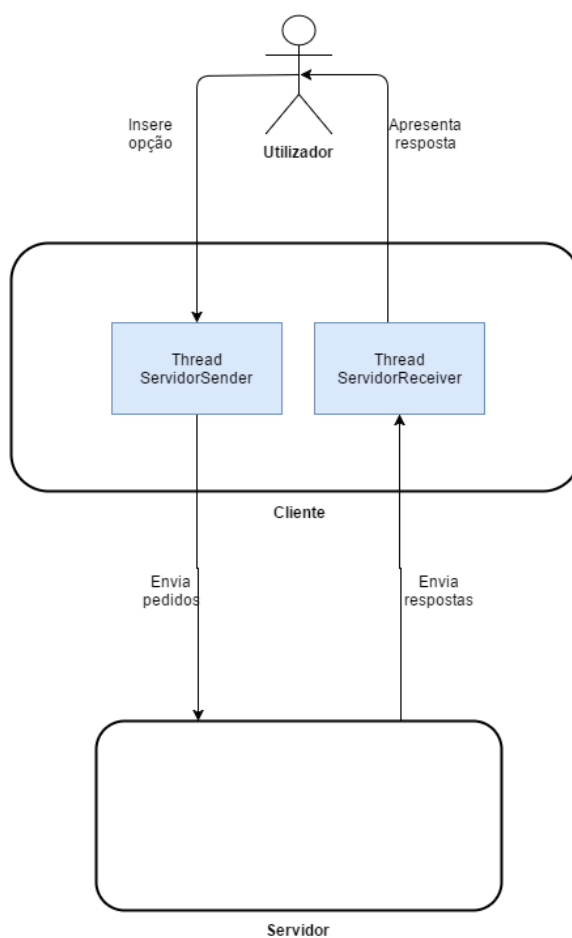 Insere
opção
Apresenta
resposta
Utilizador
Thread
ServidorSender
Thread
ServidorReceiver
Cliente
Envia
pedidos
Envia
respostas
Servidor